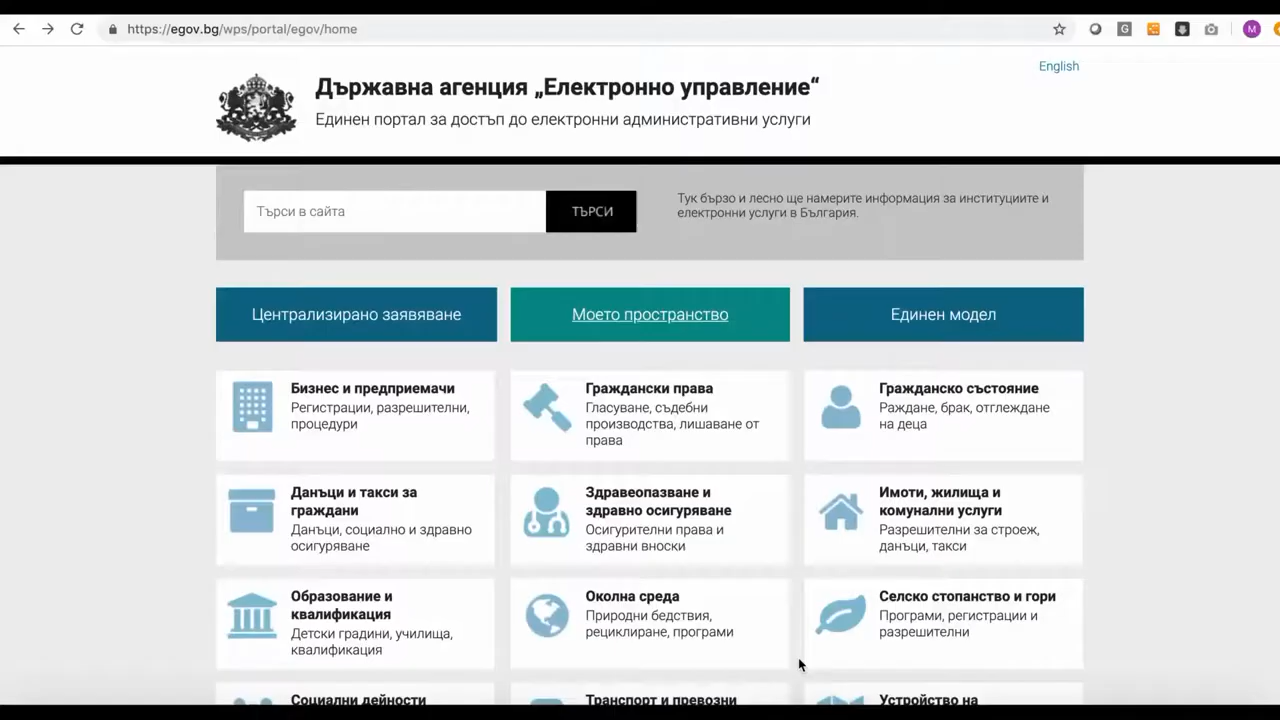 https://egov.bg/wps/portal/egov/home
G
M
English
Държавна агенция „Електронно управление“
Единен портал за достъп до електронни административни услуги
Търси в сайта
ТЪРСИ
Тук бързо и лесно ще намерите информация за институциите и
електронни услуги в България.
Централизирано заявяване
Моето пространство
Единен модел
Бизнес и предприемачи
Регистрации, разрешителни,
процедури
Граждански права
Гласуване, съдебни
производства, лишаване от
права
Гражданско състояние
Раждане, брак, отглеждане
на деца
Данъци и такси за
граждани
Данъци, социално и здравно
осигуряване
Здравеопазване и
здравно осигуряване
Осигурителни права и
здравни вноски
Имоти, жилища и
комунални услуги
Разрешителни за строеж,
данъци, такси
Образование и
квалификация
Детски градини, училища,
квалификация
Околна среда
Природни бедствия,
рециклиране, програми
Селско стопанство и гори
Програми, регистрации и
разрешителни
Социални дейности
Транспорт и превозни
Устройство на